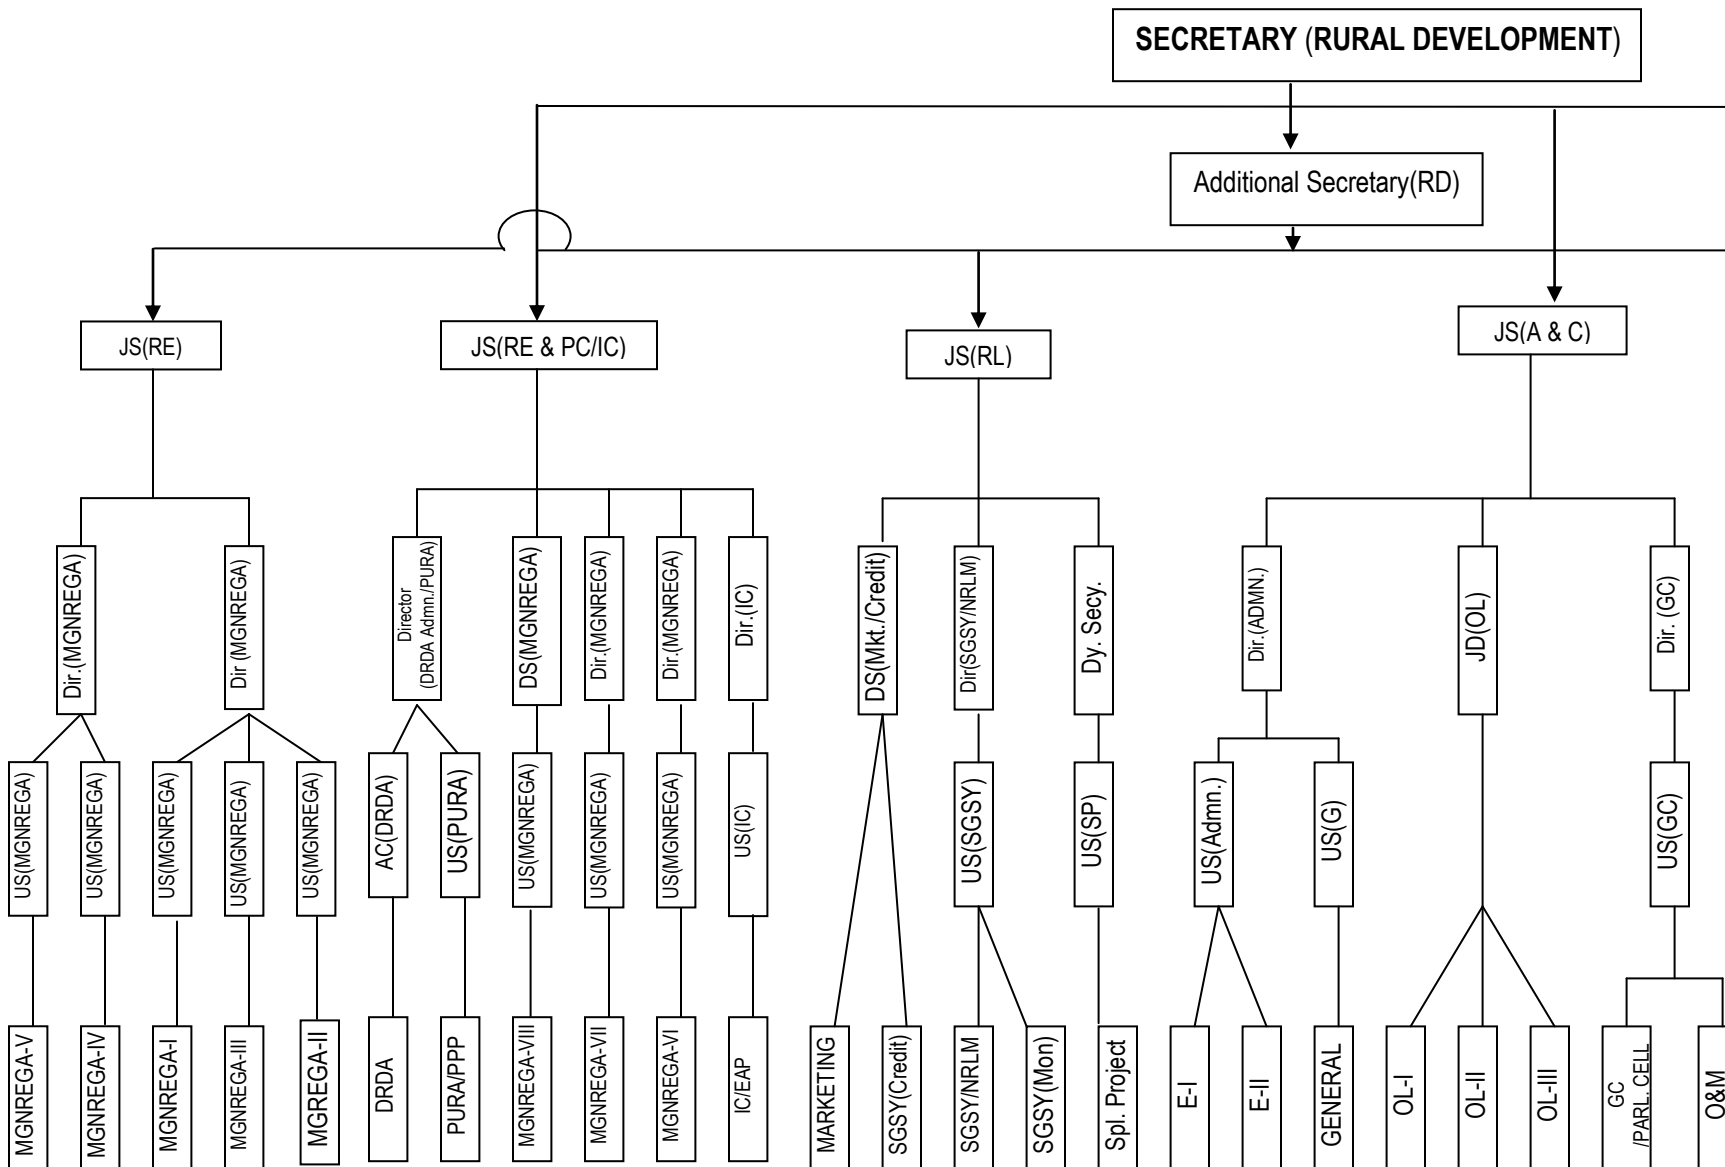 SECRETARY (RURAL DEVELOPMENT)
Additional Secretary(RD)
JS(RE)
JS(RE & PC/IC)
JS(RL)
JS(A & C)
Dir.(MGNREGA)
Dir (MGNREGA)
Director
(DRDA Admn./PURA)
DS(MGNREGA)
Dir.(MGNREGA)
Dir.(MGNREGA)
Dir.(IC)
DS(Mkt./Credit)
Dir(SGSY/NRLM)
Dy. Secy.
Dir.(ADMN.)
JD(OL)
Dir. (GC)
US(MGNREGA)
US(MGNREGA)
US(MGNREGA)
US(MGNREGA)
US(MGNREGA)
AC(DRDA)
US(PURA)
US(MGNREGA)
US(MGNREGA)
US(MGNREGA)
US(IC)
US(SGSY)
US(SP)
US(Admn.)
US(G)
US(GC)
MGNREGA-V
MGNREGA-IV
MGNREGA-I
MGNREGA-III
MGREGA-II
DRDA
PURA/PPP
MGNREGA-VIII
MGNREGA-VII
MGNREGA-VI
IC/EAP
MARKETING
SGSY(Credit)
SGSY/NRLM
SGSY(Mon)
Spl. Project
E-I
E-II
GENERAL
OL-I
OL-II
OL-III
GC
/PARL. CELL
O&M